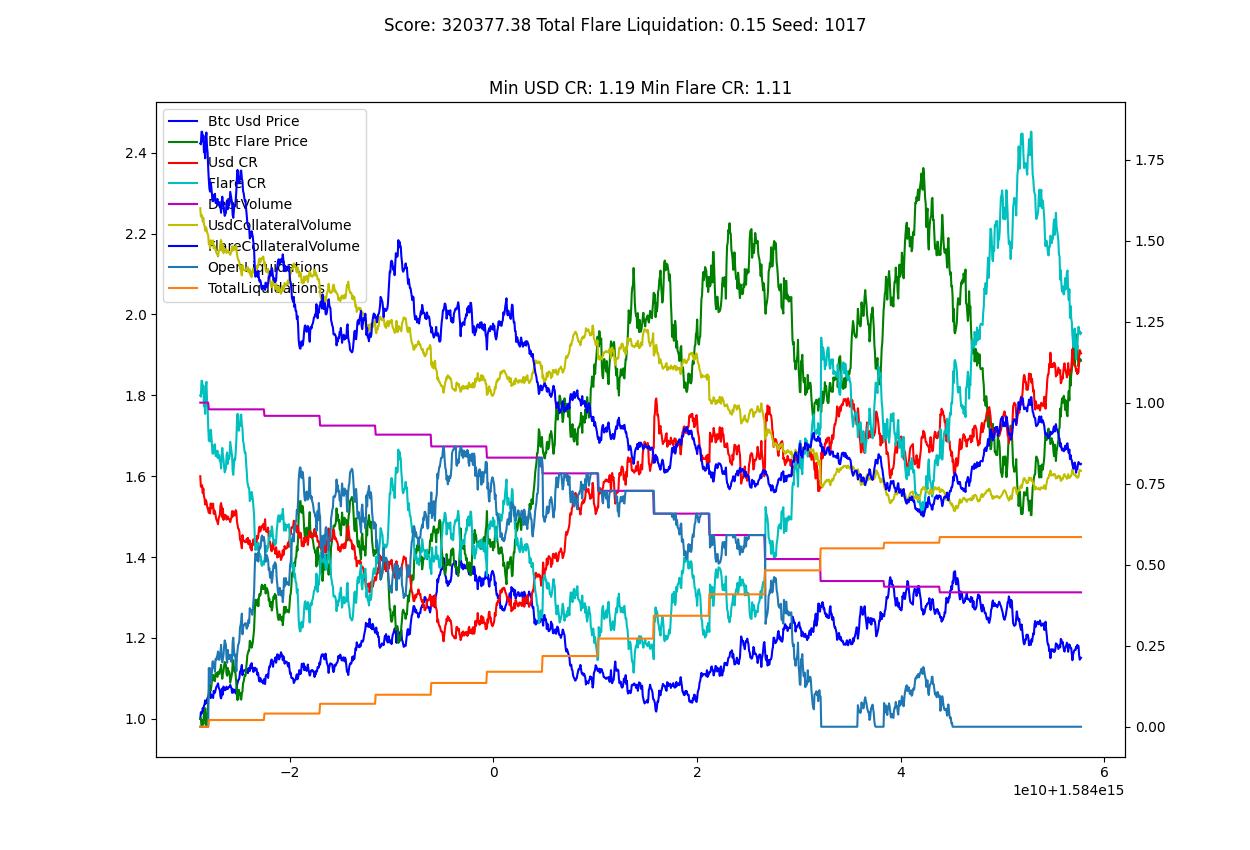 Score: 320377.38 Total Flare Liquidation: 0.15 Seed: 1017
Min USD CR: 1.19 Min Flare CR: 1.11
Btc Usd Price
Btc Flare Price
Usd CR
Flare CR
DebtVolume
UsdCollateralVolume
FlareCollateralVolume
OpenLiquidations
TotalLiquidations
2.4
2.2
2.0
1.8
1.6
1.4
1.2
1.0
1.75
1.50
1.25
1.00
0.75
0.50
0.25
0.00
−2
0
2
4
6
1e10+1.584e15